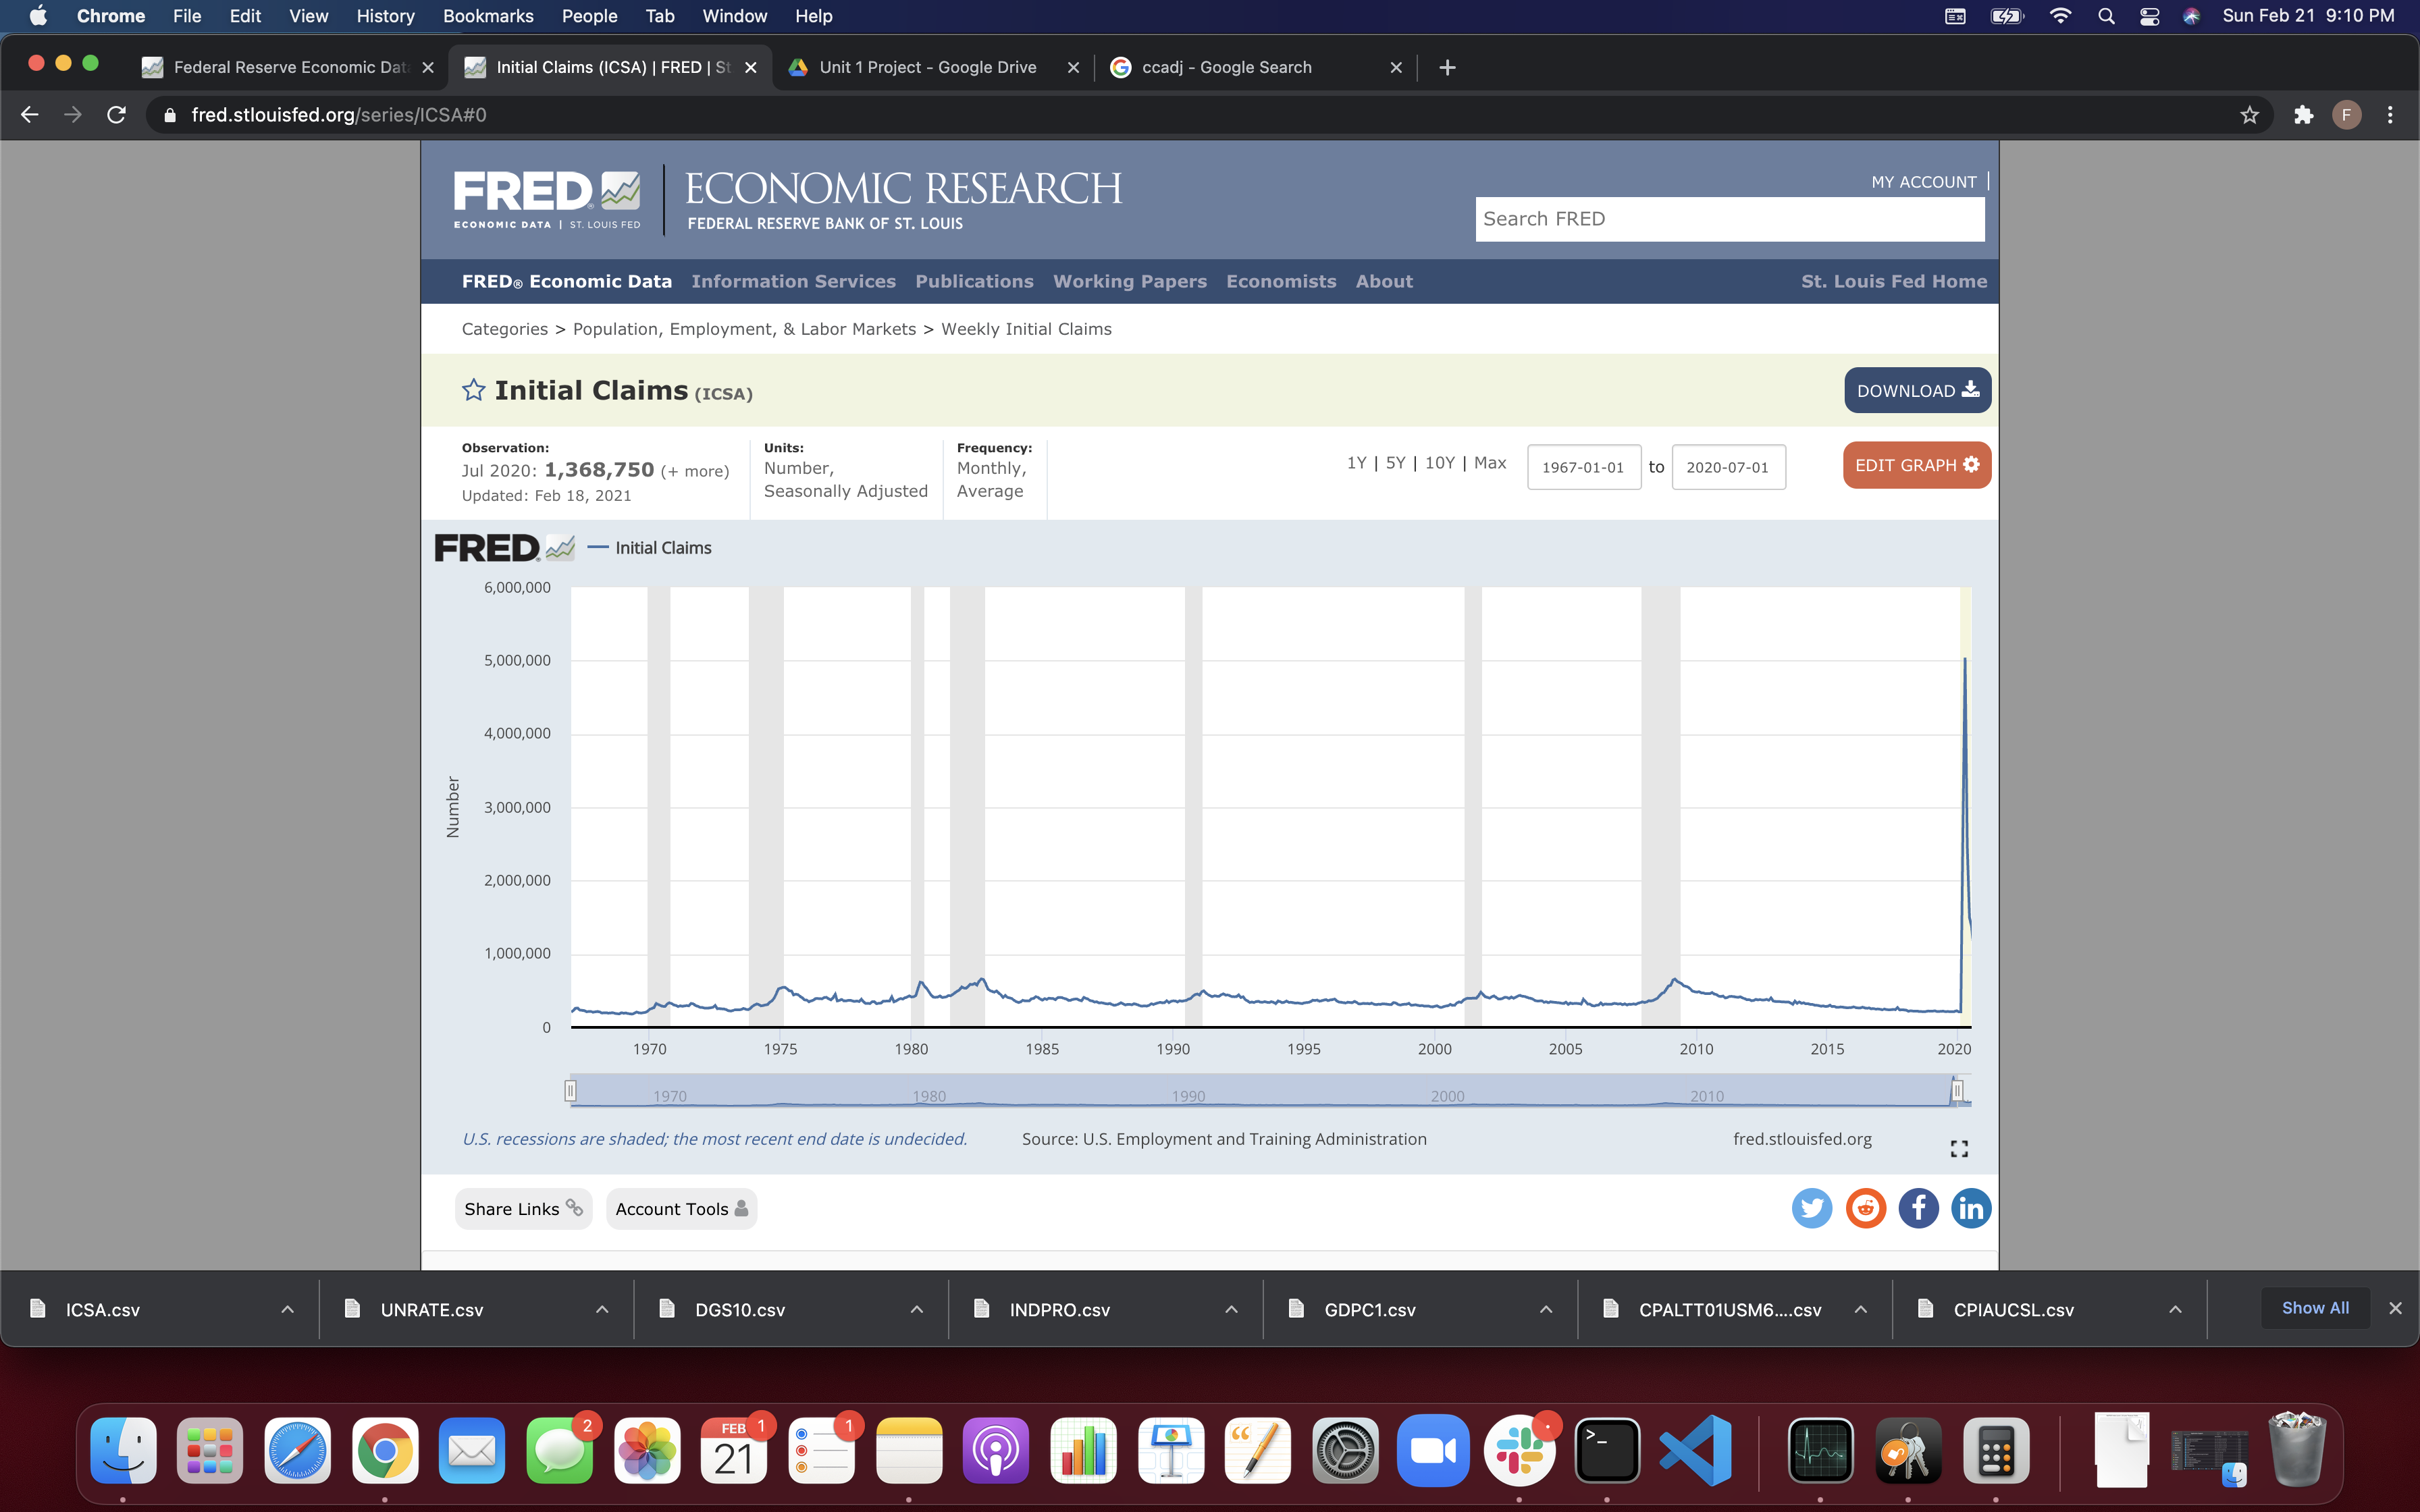 Chrome File Edit View History Bookmarks People Tab Window Help Sun Feb 21 9:10 PM
Federal Reserve Economic Dat Initial Claims (ICSA) | FRED | St Unit 1 Project - Google Drive ccadj - Google Search
fred.stlouisfed.org/series/ICSA#0 F
FRED® ECONOMIC RESEARCH MY ACCOUNT
ECONOMIC DATA | ST. LOUIS FED FEDERAL RESERVE BANK OF ST. LOUIS Search FRED
FRED® Economic Data Information Services Publications Working Papers Economists About St. Louis Fed Home
Categories > Population, Employment, & Labor Markets > Weekly Initial Claims
Initial Claims (ICSA) DOWNLOAD
Observation: Units: Frequency:
Jul 2020: 1,368,750 (+ more) Number, Monthly, 1Y | 5Y | 10Y | Max 1967-01-01 to 2020-07-01 EDIT GRAPH
Updated: Feb 18, 2021 Seasonally Adjusted Average
FRED Initial Claims
6,000,000
5,000,000
4,000,000
3,000,000
2,000,000
1,000,000
0
Number
1970 1975 1980 1985 1990 1995 2000 2005 2010 2015 2020
1970 1980 1990 2000 2010
U.S. recessions are shaded; the most recent end date is undecided. Source: U.S. Employment and Training Administration fred.stlouisfed.org
Share Links Account Tools
ICSA.csv UNRATE.csv DGS10.csv INDPRO.csv GDPC1.csv CPALTT01USM6....csv CPIAUCSL.csv Show All
2 FEB 21 1 1